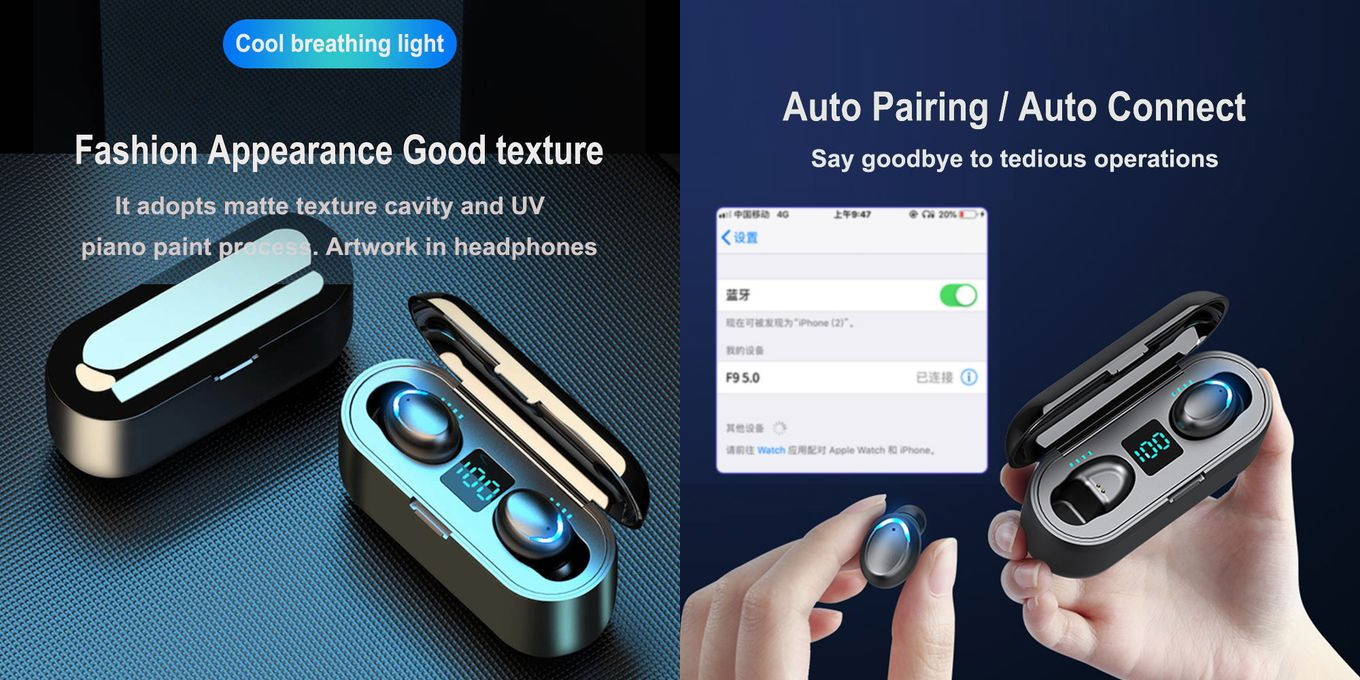 Cool breathing light
Fashion Appearance Good texture
It adopts matte texture cavity and UV
piano paint process. Artwork in headphones
100
Auto Pairing / Auto Connect
Say goodbye to tedious operations
中国移动 4G 上午9:47 20%
设置
蓝牙
现在可被发现为"iPhone (2)"。
我的设备
F9 5.0 已连接
其他设备
请前往 Watch 应用配对 Apple Watch 和 iPhone。
100